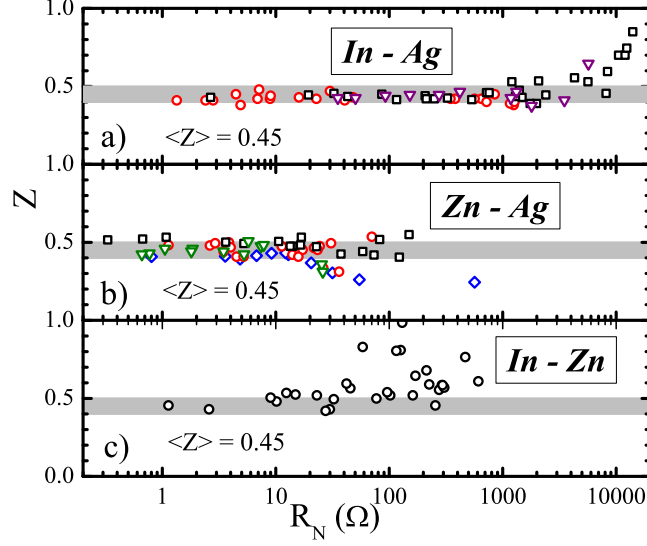 1.0
In - Ag
0.5
a)
<Z> = 0.45
1.0
Zn - Ag
Z
0.5
b)
<Z> = 0.45
1.0
In - Zn
0.5
c)
<Z> = 0.45
0.0
1 10 100 1000 10000
R_N (Ω)